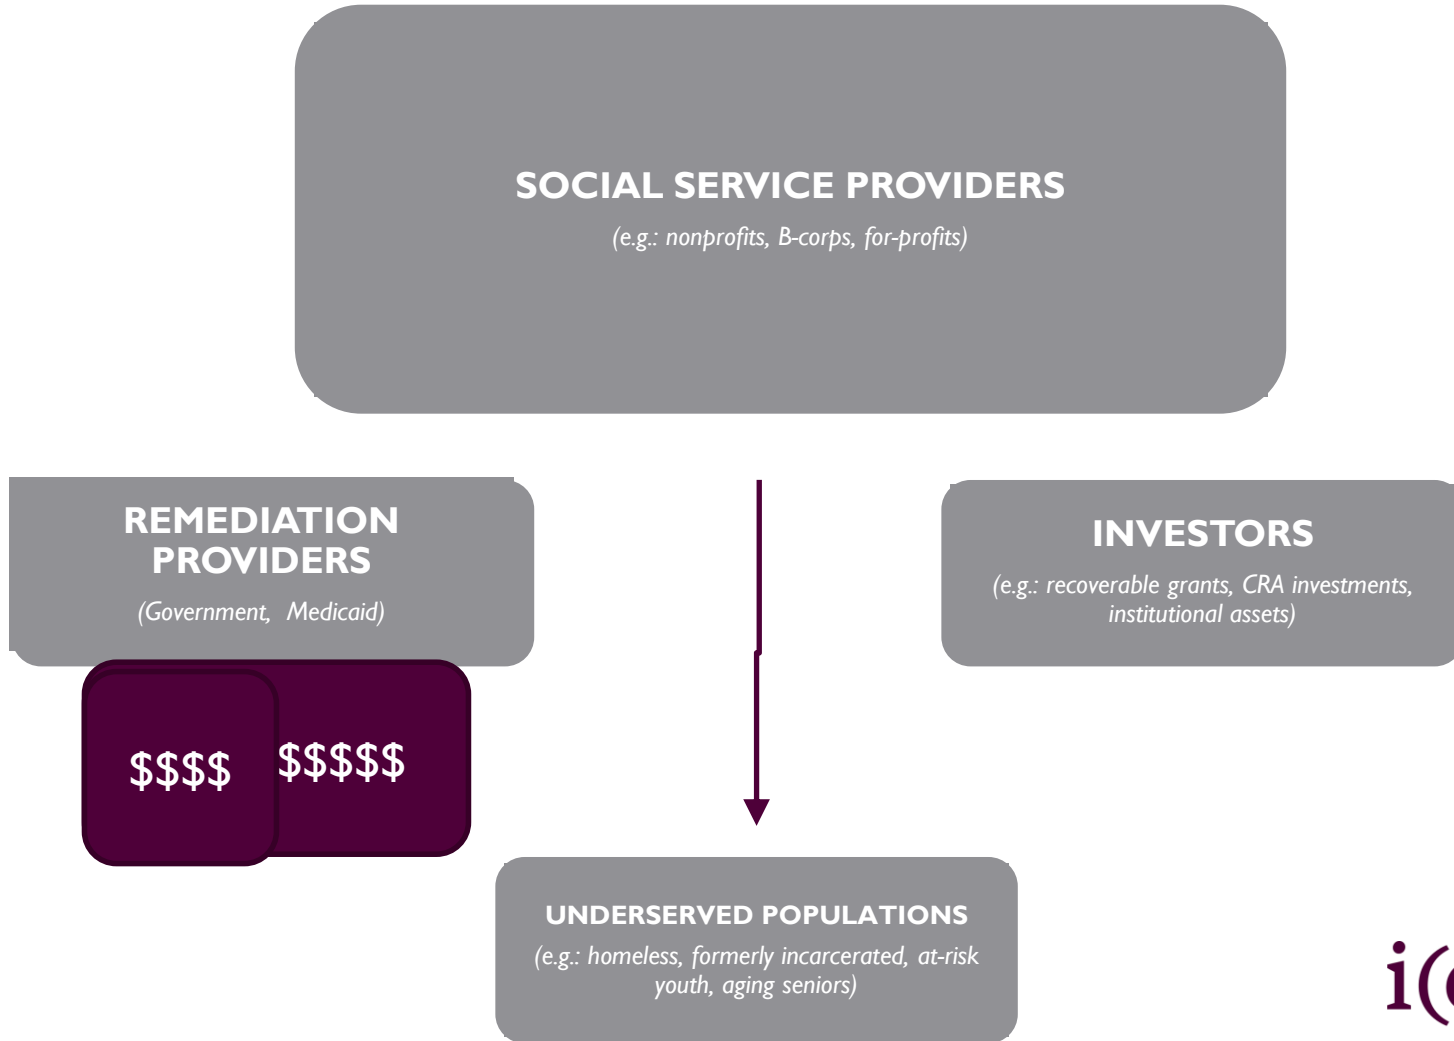 SOCIAL SERVICE PROVIDERS
(e.g.: nonprofits, B-corps, for-profits)
REMEDIATION
PROVIDERS
(Government, Medicaid)
INVESTORS
(e.g.: recoverable grants, CRA investments,
institutional assets)
$$$$
$$$$$
UNDERSERVED POPULATIONS
(e.g.: homeless, formerly incarcerated, at-risk
youth, aging seniors)
i(